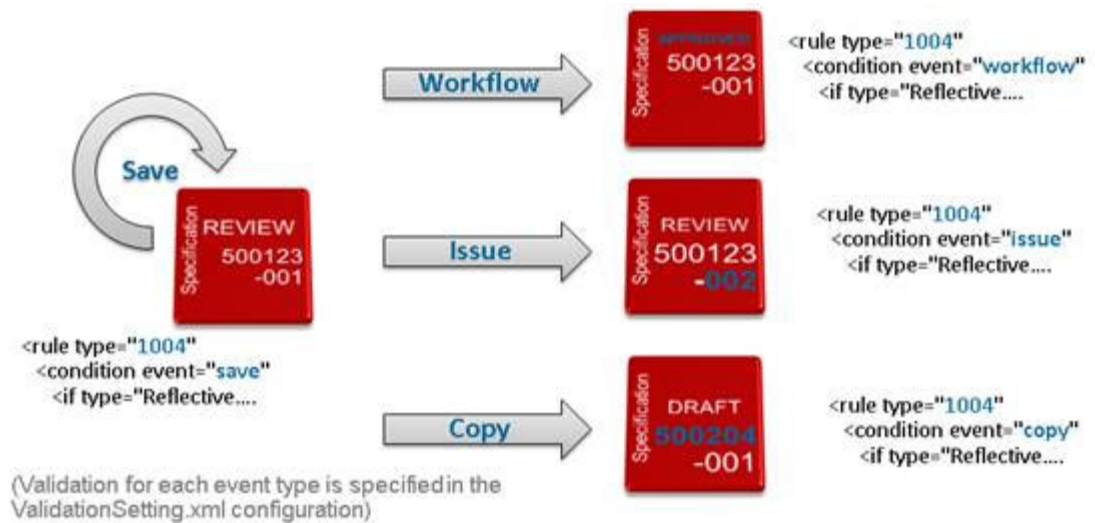 Save
Specification
REVIEW
500123
-001
<rule type="1004"
<condition event="save"
<if type="Reflective....
Workflow
Specification
APPROVED
500123
-001
<rule type="1004"
<condition event="workflow"
<if type="Reflective....
Issue
Specification
REVIEW
500123
-002
<rule type="1004"
<condition event="issue"
<if type="Reflective....
Copy
Specification
DRAFT
500204
-001
<rule type="1004"
<condition event="copy"
<if type="Reflective....
(Validation for each event type is specified in the
ValidationSetting.xml configuration)